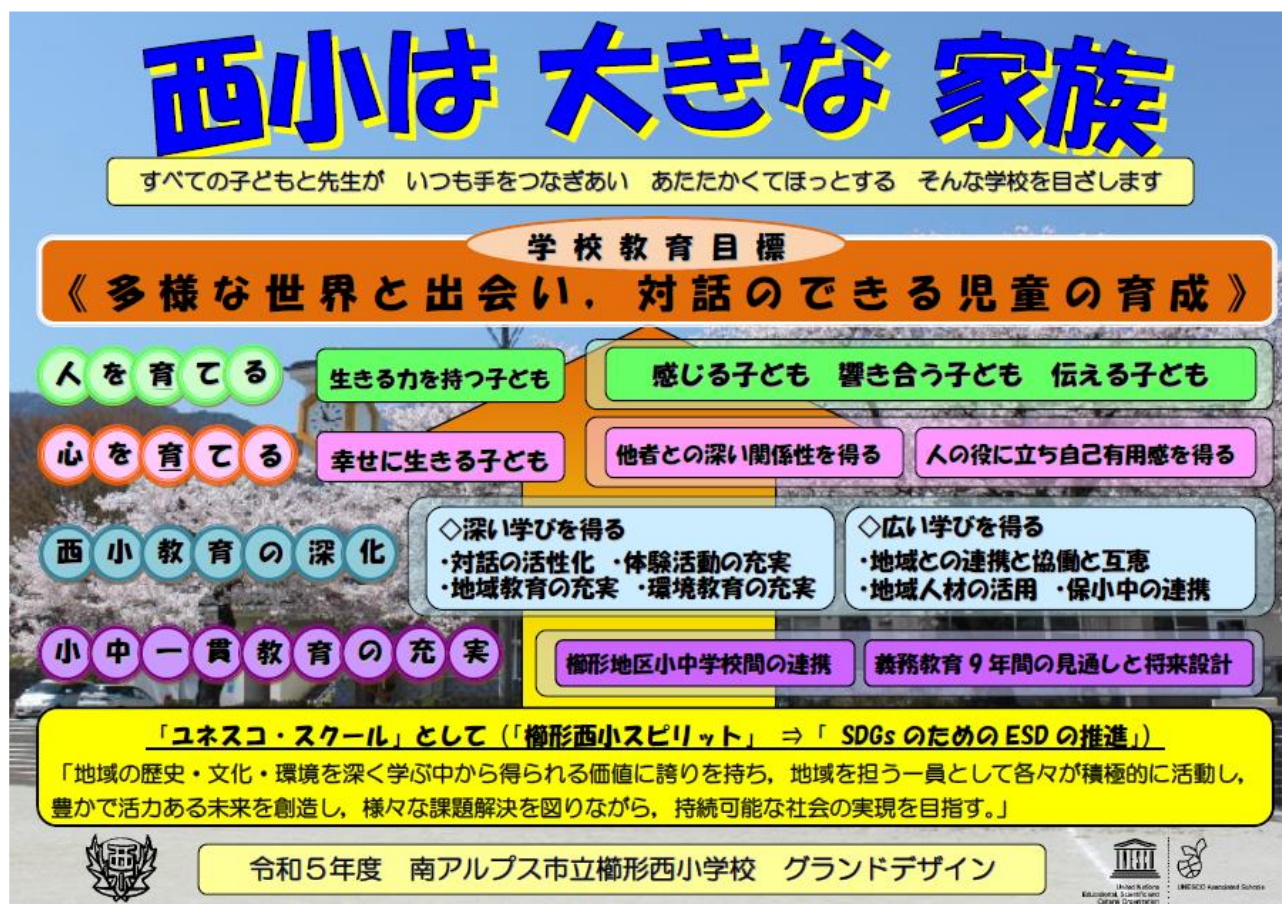 西小は 大きな 家族
すべての子どもと先生が いつも手をつなぎあい あたたかくてほっとする そんな学校を目ざします
学校教育目標
《多様な世界と出会い，対話のできる児童の育成》
人を育てる 生きる力を持つ子ども 感じる子ども 響き合う子ども 伝える子ども
心を育てる 幸せに生きる子ども 他者との深い関係性を得る 人の役に立ち自己有用感を得る
西小教育の深化
◇深い学びを得る
・対話の活性化 ・体験活動の充実
・地域教育の充実 ・環境教育の充実
◇広い学びを得る
・地域との連携と協働と互恵
・地域人材の活用 ・保小中の連携
小中一貫教育の充実 櫛形地区小中学校間の連携 義務教育9年間の見通しと将来設計
「ユネスコ・スクール」として（「櫛形西小スピリット」 ⇒「 SDGs のための ESD の推進」）
「地域の歴史・文化・環境を深く学ぶ中から得られる価値に誇りを持ち，地域を担う一員として各々が積極的に活動し，
豊かで活力ある未来を創造し，様々な課題解決を図りながら，持続可能な社会の実現を目指す。」
西小
令和５年度 南アルプス市立櫛形西小学校 グランドデザイン
UNESCO
United Nations
Educational, Scientific and
Cultural Organization
UNESCO Associated Schools